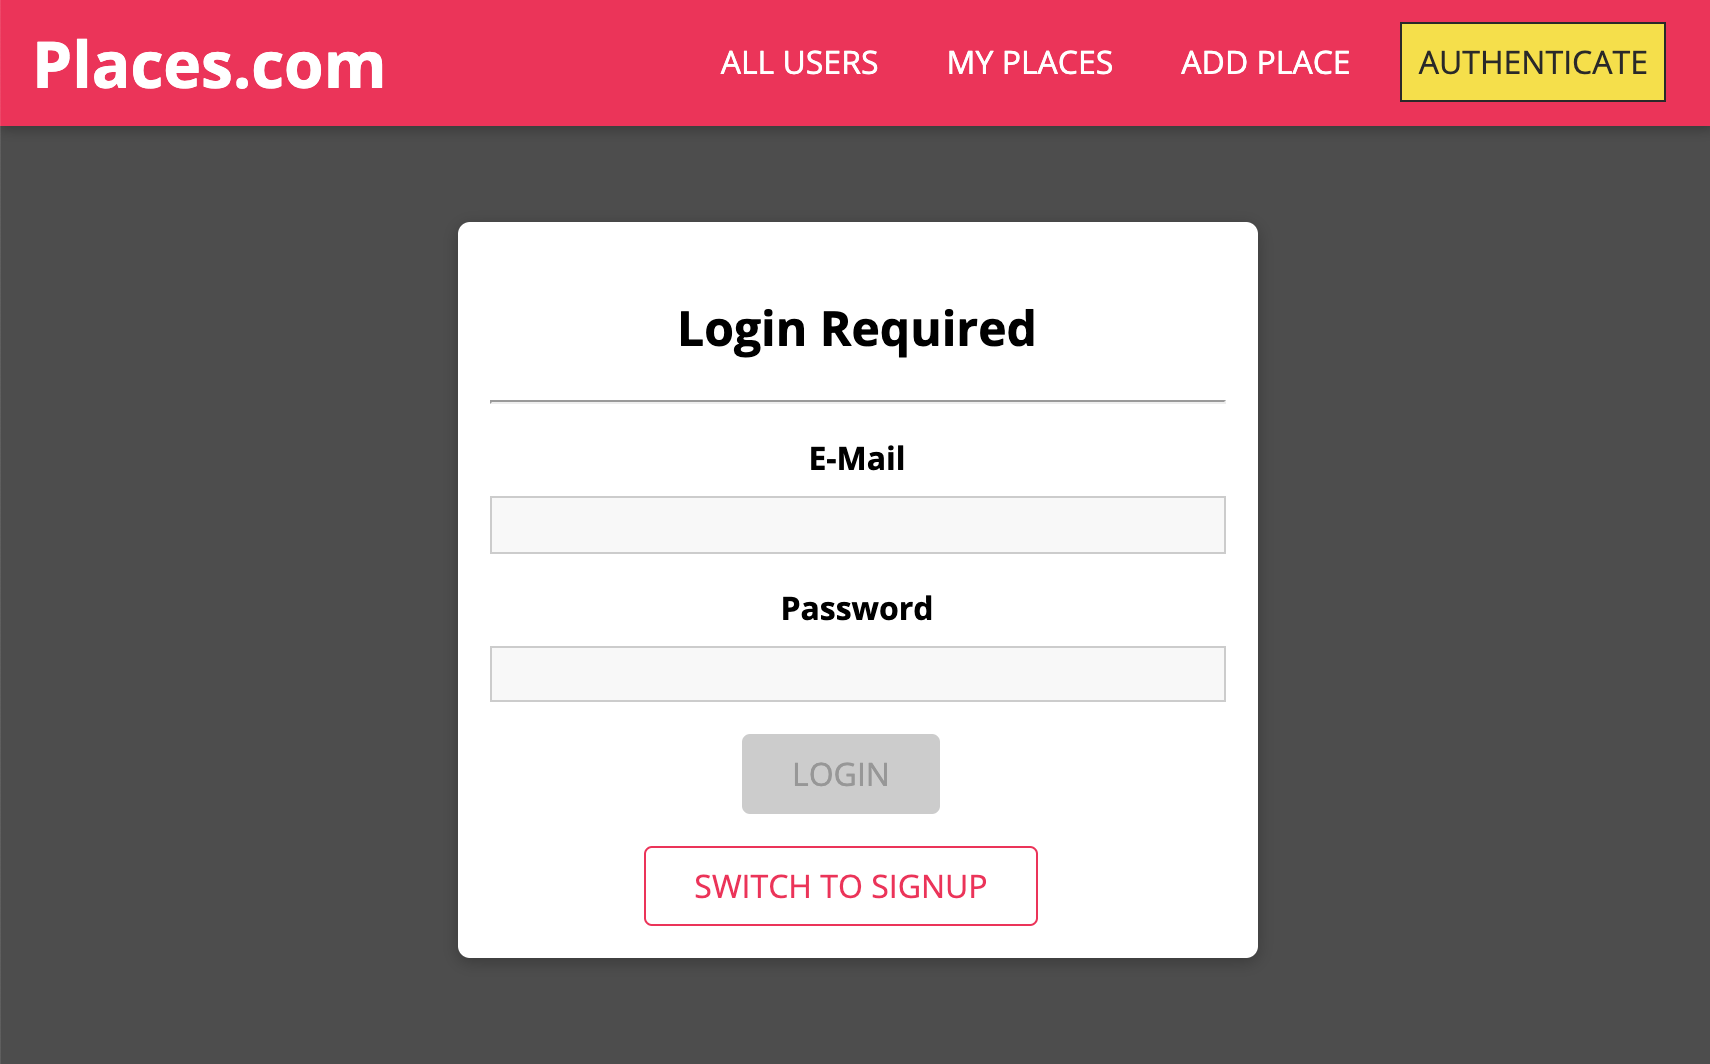 Places.com
ALL USERS MY PLACES ADD PLACE AUTHENTICATE
Login Required
E-Mail
Password
LOGIN
SWITCH TO SIGNUP